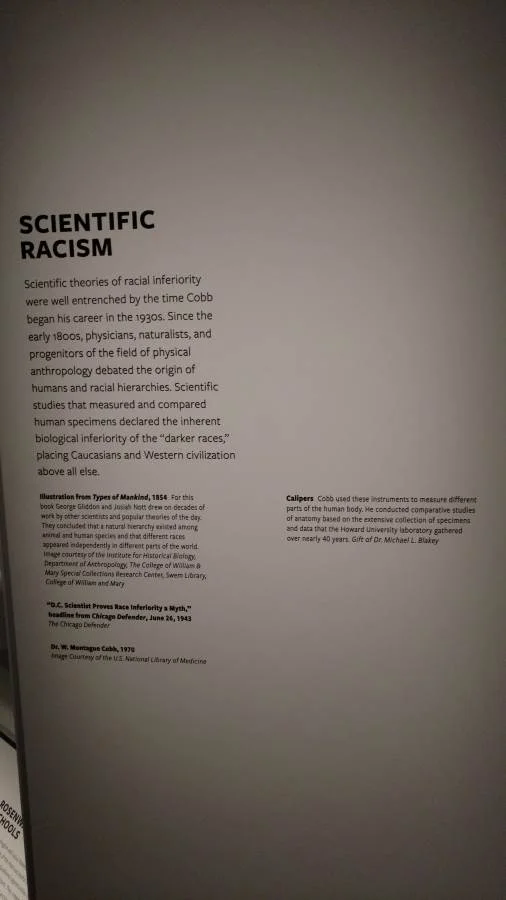 SCIENTIFIC
RACISM
Scientific theories of racial inferiority
were well entrenched by the time Cobb
began his career in the 1930s. Since the
early 1800s, physicians, naturalists, and
progenitors of the field of physical
anthropology debated the origin of
humans and racial hierarchies. Scientific
studies that measured and compared
human specimens declared the inherent
biological inferiority of the “darker races,”
placing Caucasians and Western civilization
above all else.
Illustration from Types of Mankind, 1854 For this
book George Gliddon and Josiah Nott drew on decades of
work by other scientists and popular theories of the day.
They concluded that a natural hierarchy existed among
animal and human species and that different races
appeared independently in different parts of the world.
Image courtesy of the Institute for Historical Biology,
Department of Anthropology, The College of William &
Mary Special Collections Research Center, Swem Library,
College of William and Mary
“D.C. Scientist Proves Race Inferiority a Myth,”
headline from Chicago Defender, June 26, 1943
The Chicago Defender
Dr. W. Montague Cobb, 1970
Image Courtesy of the U.S. National Library of Medicine
Calipers Cobb used these instruments to measure different
parts of the human body. He conducted comparative studies
of anatomy based on the extensive collection of specimens
and data that the Howard University laboratory gathered
over nearly 40 years. Gift of Dr. Michael L. Blakey